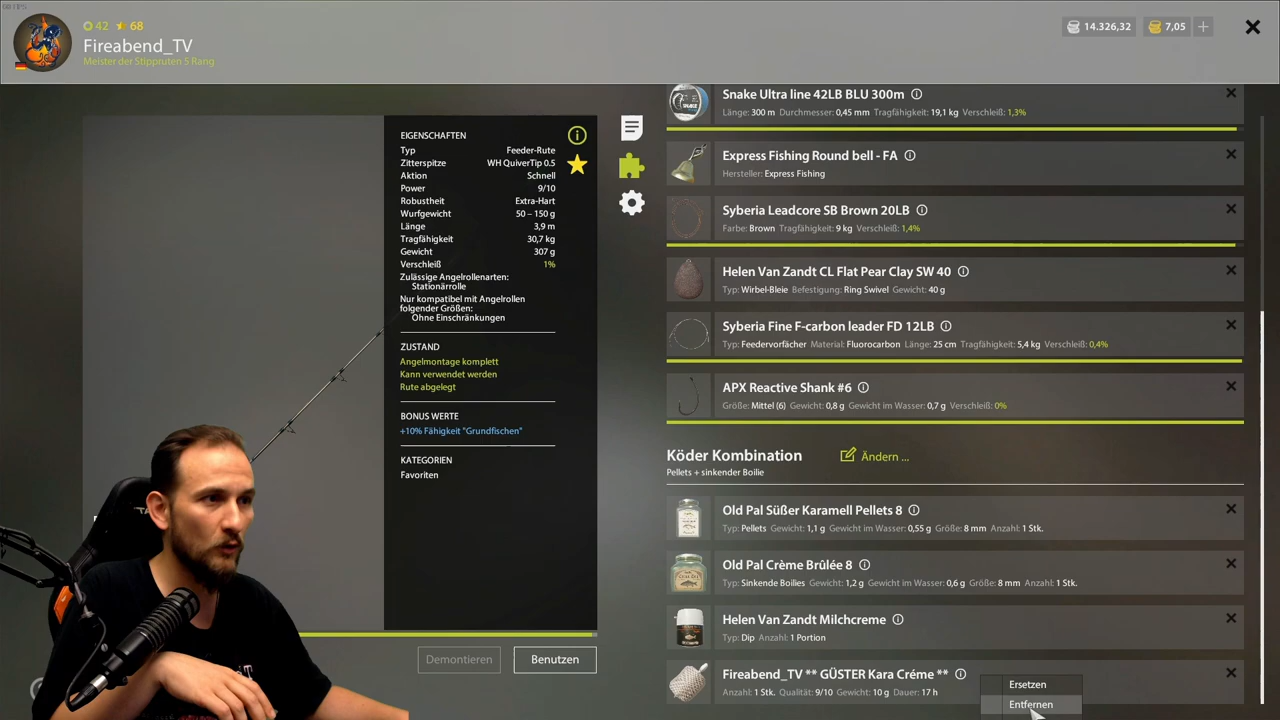 42 68
Fireabend_TV
Meister der Stippruten 5 Rang
14.326,32
7,05
EIGENSCHAFTEN
Typ Feeder-Rute
Zitterspitze WH QuiverTip 0.5
Aktion Schnell
Power 9/10
Robustheit Extra-Hart
Wurfgewicht 50 – 150 g
Länge 3,9 m
Tragfähigkeit 30,7 kg
Gewicht 307 g
Verschleiß 1%
Zulässige Angelrollenarten:
Stationärrolle
Nur kompatibel mit Angelrollen
folgender Größen:
Ohne Einschränkungen
ZUSTAND
Angelmontage komplett
Kann verwendet werden
Rute abgelegt
BONUS WERTE
+10% Fähigkeit "Grundfischen"
KATEGORIEN
Favoriten
Demontieren
Benutzen
Snake Ultra line 42LB BLU 300m
Länge: 300 m Durchmesser: 0,45 mm Tragfähigkeit: 19,1 kg Verschleiß: 1,3%
Express Fishing Round bell - FA
Hersteller: Express Fishing
Syberia Leadcore SB Brown 20LB
Farbe: Brown Tragfähigkeit: 9 kg Verschleiß: 1,4%
Helen Van Zandt CL Flat Pear Clay SW 40
Typ: Wirbel-Bleie Befestigung: Ring Swivel Gewicht: 40 g
Syberia Fine F-carbon leader FD 12LB
Typ: Feedervorfächer Material: Fluorocarbon Länge: 25 cm Tragfähigkeit: 5,4 kg Verschleiß: 0,4%
APX Reactive Shank #6
Größe: Mittel (6) Gewicht: 0,8 g Gewicht im Wasser: 0,7 g Verschleiß: 0%
Köder Kombination Ändern ...
Pellets + sinkender Boilie
Old Pal Süßer Karamell Pellets 8
Typ: Pellets Gewicht: 1,1 g Gewicht im Wasser: 0,55 g Größe: 8 mm Anzahl: 1 Stk.
Old Pal Crème Brûlée 8
Typ: Sinkende Boilies Gewicht: 1,2 g Gewicht im Wasser: 0,6 g Größe: 8 mm Anzahl: 1 Stk.
Helen Van Zandt Milchcreme
Typ: Dip Anzahl: 1 Portion
Fireabend_TV ** GÜSTER Kara Créme **
Anzahl: 1 Stk. Qualität: 9/10 Gewicht: 10 g Dauer: 17 h
Ersetzen
Entfernen